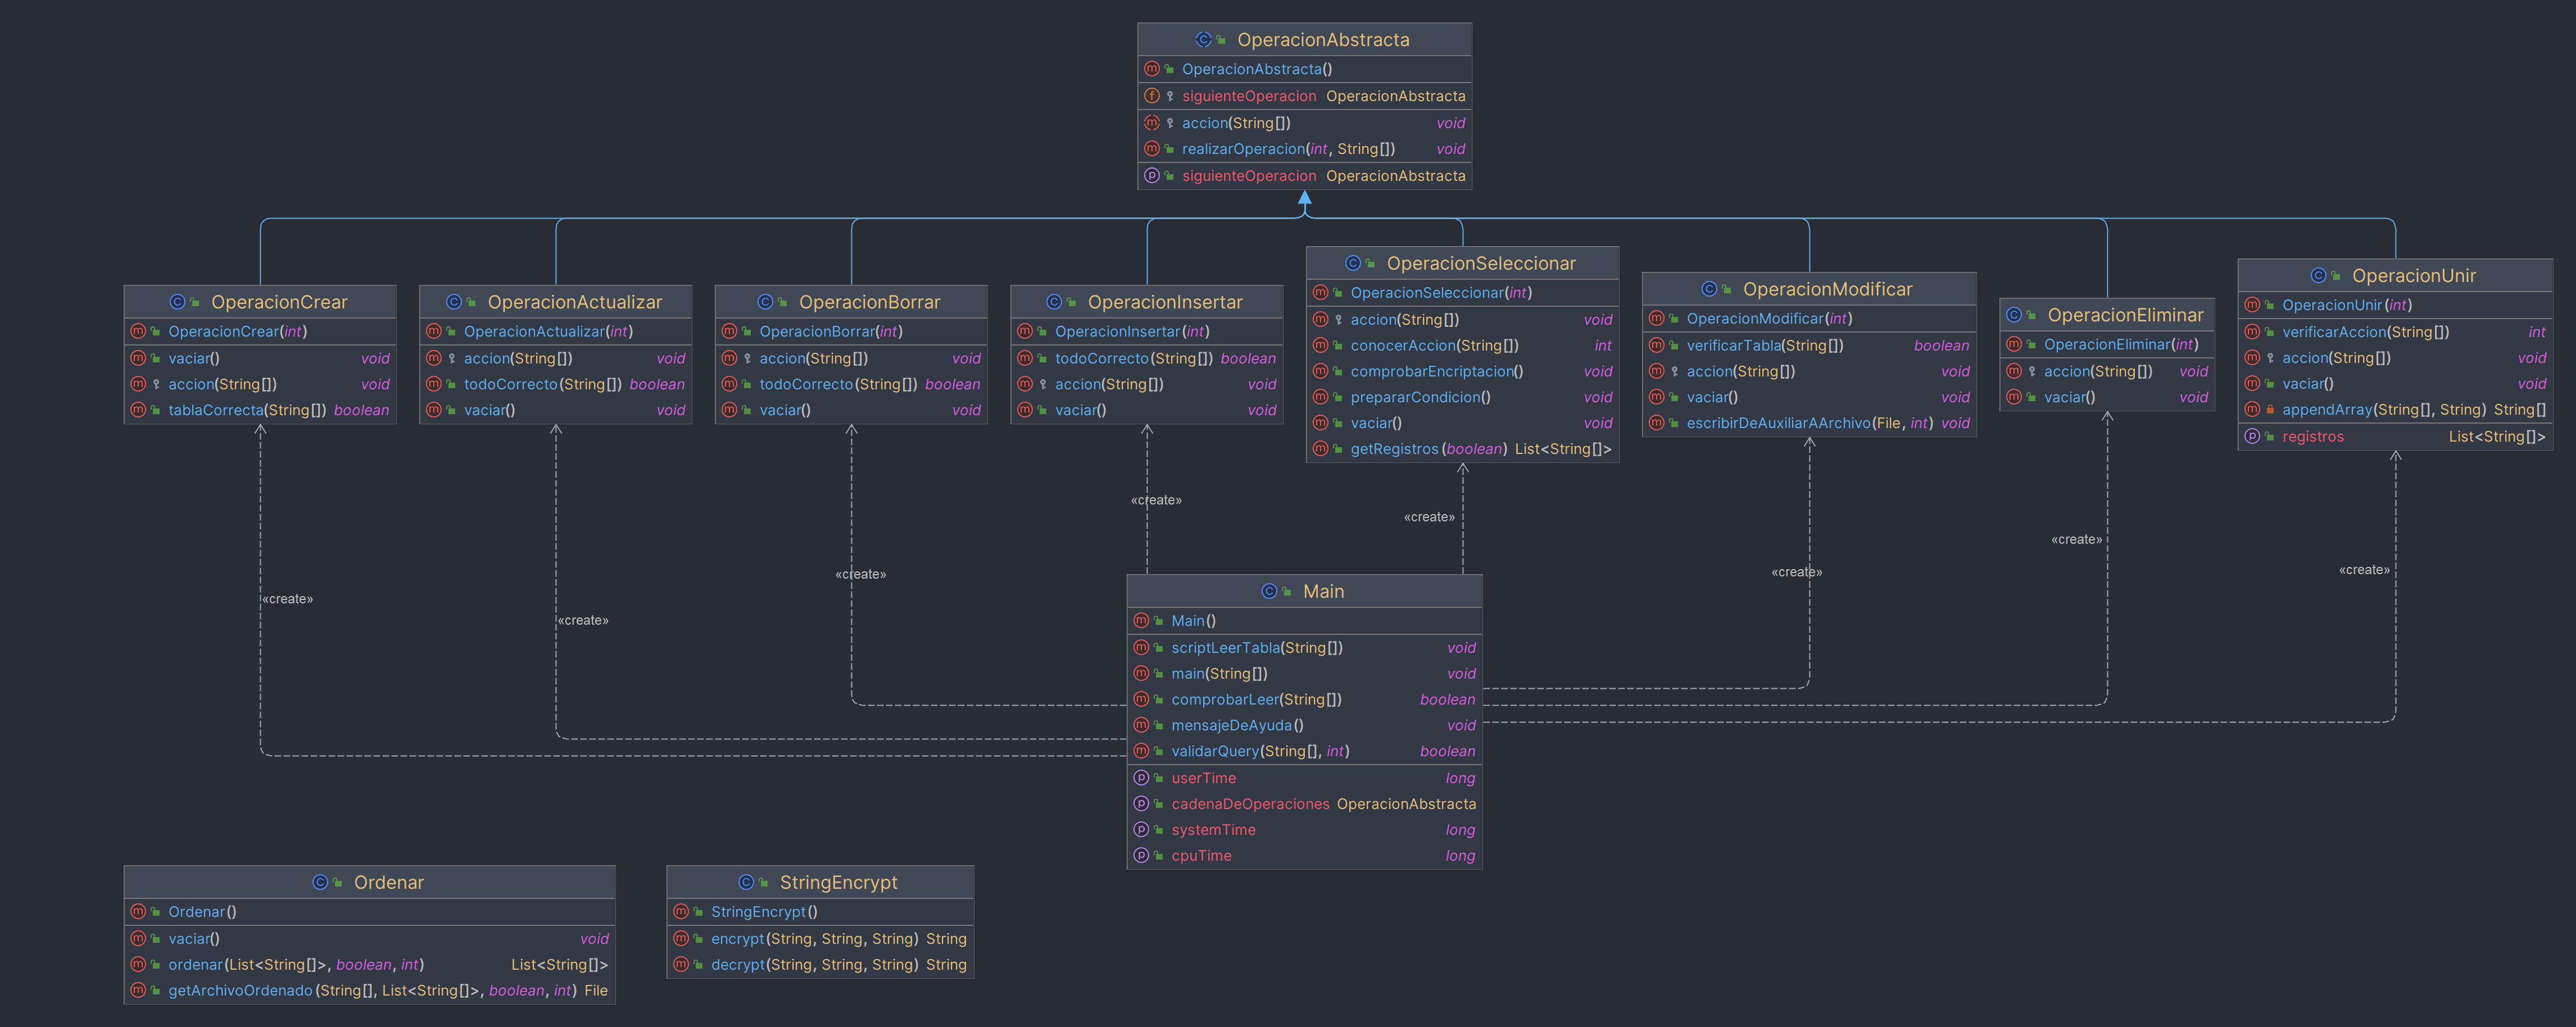 OperacionAbstracta
OperacionAbstracta()
siguienteOperacion OperacionAbstracta
accion(String[]) void
realizarOperacion(int, String[]) void
siguienteOperacion OperacionAbstracta
OperacionCrear
OperacionCrear(int)
vaciar() void
accion(String[]) void
tablaCorrecta(String[]) boolean
OperacionActualizar
OperacionActualizar(int)
accion(String[]) void
todoCorrecto(String[]) boolean
vaciar() void
OperacionBorrar
OperacionBorrar(int)
accion(String[]) void
todoCorrecto(String[]) boolean
vaciar() void
OperacionInsertar
OperacionInsertar(int)
todoCorrecto(String[]) boolean
accion(String[]) void
vaciar() void
OperacionSeleccionar
OperacionSeleccionar(int)
accion(String[]) void
conocerAccion(String[]) int
comprobarEncriptacion() void
prepararCondicion() void
vaciar() void
getRegistros(boolean) List<String[]>
OperacionModificar
OperacionModificar(int)
verificarTabla(String[]) boolean
accion(String[]) void
vaciar() void
escribirDeAuxiliarAArchivo(File, int) void
OperacionEliminar
OperacionEliminar(int)
accion(String[]) void
vaciar() void
OperacionUnir
OperacionUnir(int)
verificarAccion(String[]) int
accion(String[]) void
vaciar() void
appendArray(String[], String) String[]
registros List<String[]>
«create»
«create»
«create»
«create»
«create»
«create»
«create»
«create»
Main
Main()
scriptLeerTabla(String[]) void
main(String[]) void
comprobarLeer(String[]) boolean
mensajeDeAyuda() void
validarQuery(String[], int) boolean
userTime long
cadenaDeOperaciones OperacionAbstracta
systemTime long
cpuTime long
Ordenar
Ordenar()
vaciar() void
ordenar(List<String[]>, boolean, int) List<String[]>
getArchivoOrdenado(String[], List<String[]>, boolean, int) File
StringEncrypt
StringEncrypt()
encrypt(String, String, String) String
decrypt(String, String, String) String